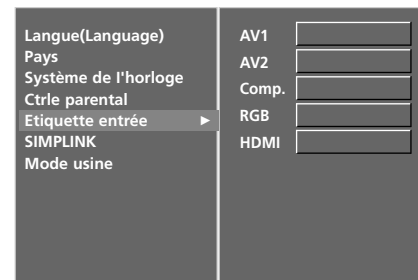 Langue(Language)
Pays
Système de l'horloge
Ctrle parental
Etiquette entrée ►
SIMPLINK
Mode usine
AV1
AV2
Comp.
RGB
HDMI